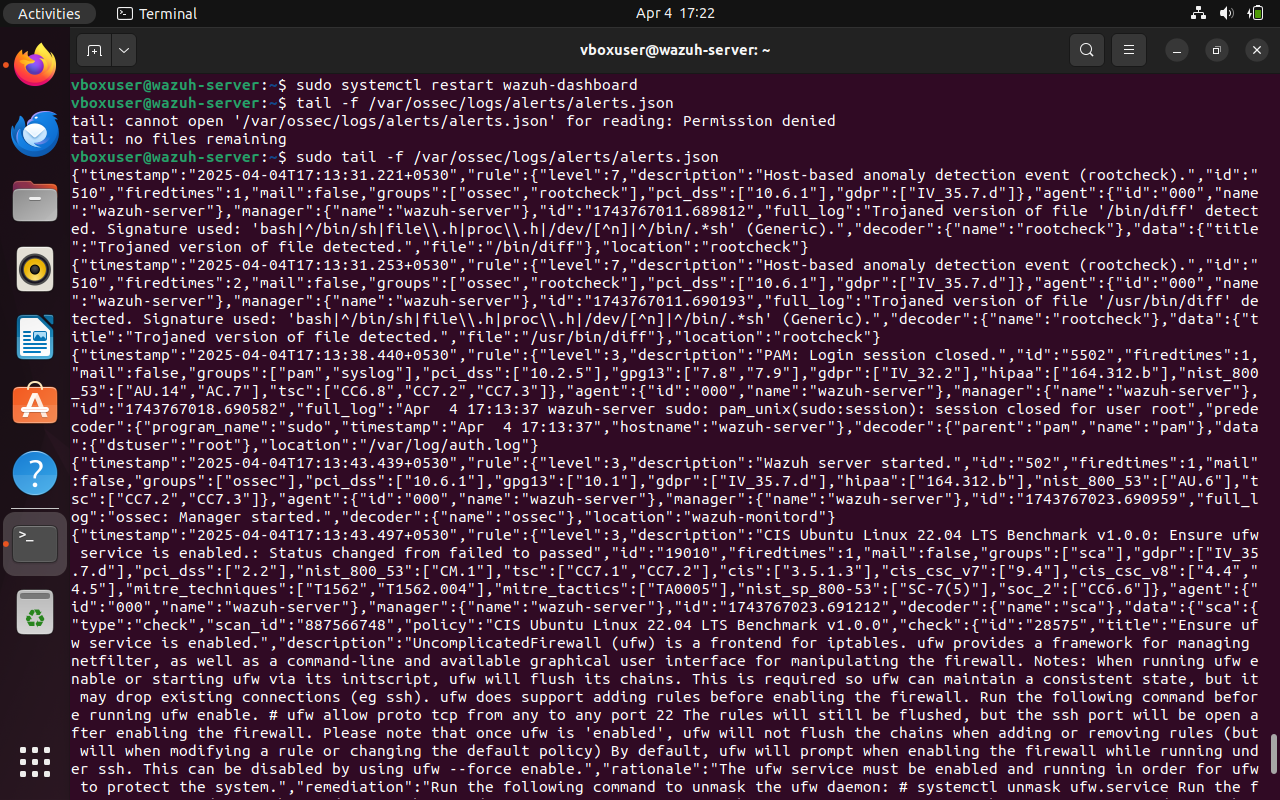 Activities
Terminal
Apr 4 17:22
vboxuser@wazuh-server: ~
vboxuser@wazuh-server:~$ sudo systemctl restart wazuh-dashboard
vboxuser@wazuh-server:~$ tail -f /var/ossec/logs/alerts/alerts.json
tail: cannot open '/var/ossec/logs/alerts/alerts.json' for reading: Permission denied
tail: no files remaining
vboxuser@wazuh-server:~$ sudo tail -f /var/ossec/logs/alerts/alerts.json
{"timestamp":"2025-04-04T17:13:31.221+0530","rule":{"level":7,"description":"Host-based anomaly detection event (rootcheck).","id":"
510","firedtimes":1,"mail":false,"groups":["ossec","rootcheck"],"pci_dss":["10.6.1"],"gdpr":["IV_35.7.d"]},"agent":{"id":"000","name
":"wazuh-server"},"manager":{"name":"wazuh-server"},"id":"1743767011.689812","full_log":"Trojaned version of file '/bin/diff' detect
ed. Signature used: 'bash|^/bin/sh|file\\.h|proc\\.h|/dev/[^n]|^/bin/.*sh' (Generic).","decoder":{"name":"rootcheck"},"data":{"title
":"Trojaned version of file detected.","file":"/bin/diff"},"location":"rootcheck"}
{"timestamp":"2025-04-04T17:13:31.253+0530","rule":{"level":7,"description":"Host-based anomaly detection event (rootcheck).","id":"
510","firedtimes":2,"mail":false,"groups":["ossec","rootcheck"],"pci_dss":["10.6.1"],"gdpr":["IV_35.7.d"]},"agent":{"id":"000","name
":"wazuh-server"},"manager":{"name":"wazuh-server"},"id":"1743767011.690193","full_log":"Trojaned version of file '/usr/bin/diff' de
tected. Signature used: 'bash|^/bin/sh|file\\.h|proc\\.h|/dev/[^n]|^/bin/.*sh' (Generic).","decoder":{"name":"rootcheck"},"data":{"t
itle":"Trojaned version of file detected.","file":"/usr/bin/diff"},"location":"rootcheck"}
{"timestamp":"2025-04-04T17:13:38.440+0530","rule":{"level":3,"description":"PAM: Login session closed.","id":"5502","firedtimes":1,
"mail":false,"groups":["pam","syslog"],"pci_dss":["10.2.5"],"gpg13":["7.8","7.9"],"gdpr":["IV_32.2"],"hipaa":["164.312.b"],"nist_800
_53":["AU.14","AC.7"],"tsc":["CC6.8","CC7.2","CC7.3"]},"agent":{"id":"000","name":"wazuh-server"},"manager":{"name":"wazuh-server"},
"id":"1743767018.690582","full_log":"Apr  4 17:13:37 wazuh-server sudo: pam_unix(sudo:session): session closed for user root","prede
coder":{"program_name":"sudo","timestamp":"Apr  4 17:13:37","hostname":"wazuh-server"},"decoder":{"parent":"pam","name":"pam"},"data
":{"dstuser":"root"},"location":"/var/log/auth.log"}
{"timestamp":"2025-04-04T17:13:43.439+0530","rule":{"level":3,"description":"Wazuh server started.","id":"502","firedtimes":1,"mail"
:false,"groups":["ossec"],"pci_dss":["10.6.1"],"gpg13":["10.1"],"gdpr":["IV_35.7.d"],"hipaa":["164.312.b"],"nist_800_53":["AU.6"],"t
sc":["CC7.2","CC7.3"]},"agent":{"id":"000","name":"wazuh-server"},"manager":{"name":"wazuh-server"},"id":"1743767023.690959","full_l
og":"ossec: Manager started.","decoder":{"name":"ossec"},"location":"wazuh-monitord"}
{"timestamp":"2025-04-04T17:13:43.497+0530","rule":{"level":3,"description":"CIS Ubuntu Linux 22.04 LTS Benchmark v1.0.0: Ensure ufw
 service is enabled.: Status changed from failed to passed","id":"19010","firedtimes":1,"mail":false,"groups":["sca"],"gdpr":["IV_35
.7.d"],"pci_dss":["2.2"],"nist_800_53":["CM.1"],"tsc":["CC7.1","CC7.2"],"cis":["3.5.1.3"],"cis_csc_v7":["9.4"],"cis_csc_v8":["4.4","
4.5"],"mitre_techniques":["T1562","T1562.004"],"mitre_tactics":["TA0005"],"nist_sp_800-53":["SC-7(5)"],"soc_2":["CC6.6"]},"agent":{"
id":"000","name":"wazuh-server"},"manager":{"name":"wazuh-server"},"id":"1743767023.691212","decoder":{"name":"sca"},"data":{"sca":{
"type":"check","scan_id":"887566748","policy":"CIS Ubuntu Linux 22.04 LTS Benchmark v1.0.0","check":{"id":"28575","title":"Ensure uf
w service is enabled.","description":"UncomplicatedFirewall (ufw) is a frontend for iptables. ufw provides a framework for managing
netfilter, as well as a command-line and available graphical user interface for manipulating the firewall. Notes: When running ufw e
nable or starting ufw via its initscript, ufw will flush its chains. This is required so ufw can maintain a consistent state, but it
 may drop existing connections (eg ssh). ufw does support adding rules before enabling the firewall. Run the following command befor
e running ufw enable. # ufw allow proto tcp from any to any port 22 The rules will still be flushed, but the ssh port will be open a
fter enabling the firewall. Please note that once ufw is 'enabled', ufw will not flush the chains when adding or removing rules (but
 will when modifying a rule or changing the default policy) By default, ufw will prompt when enabling the firewall while running und
er ssh. This can be disabled by using ufw --force enable.","rationale":"The ufw service must be enabled and running in order for ufw
 to protect the system.","remediation":"Run the following command to unmask the ufw daemon: # systemctl unmask ufw.service Run the f